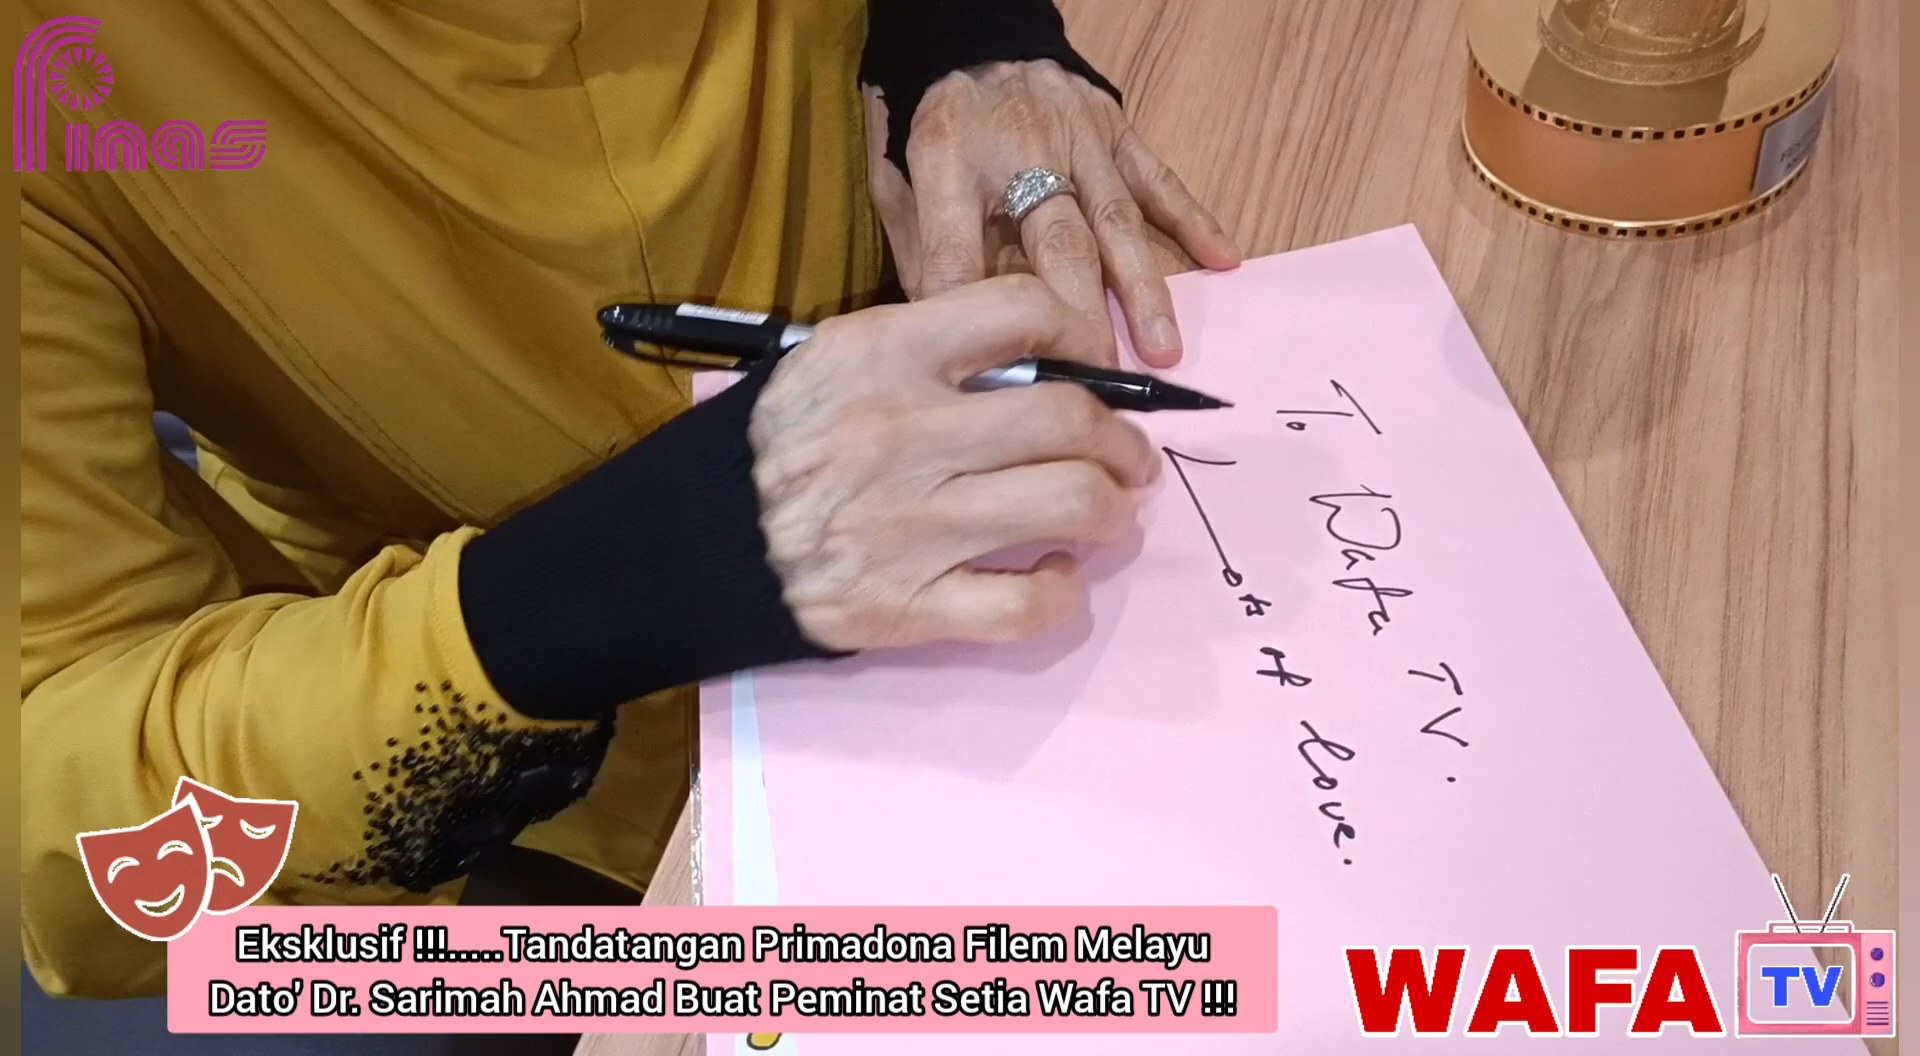 Finas
To Wafa TV.
Lots of love.
Eksklusif !!!.....Tandatangan Primadona Filem Melayu
Dato' Dr. Sarimah Ahmad Buat Peminat Setia Wafa TV !!!
WAFA TV